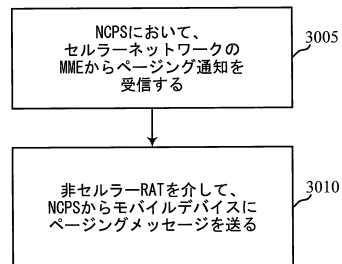 NCPSにおいて、
セルラーネットワークの
MMEからページング通知を
受信する
3005
非セルラーRATを介して、
NCPSからモバイルデバイスに
ページングメッセージを送る
3010